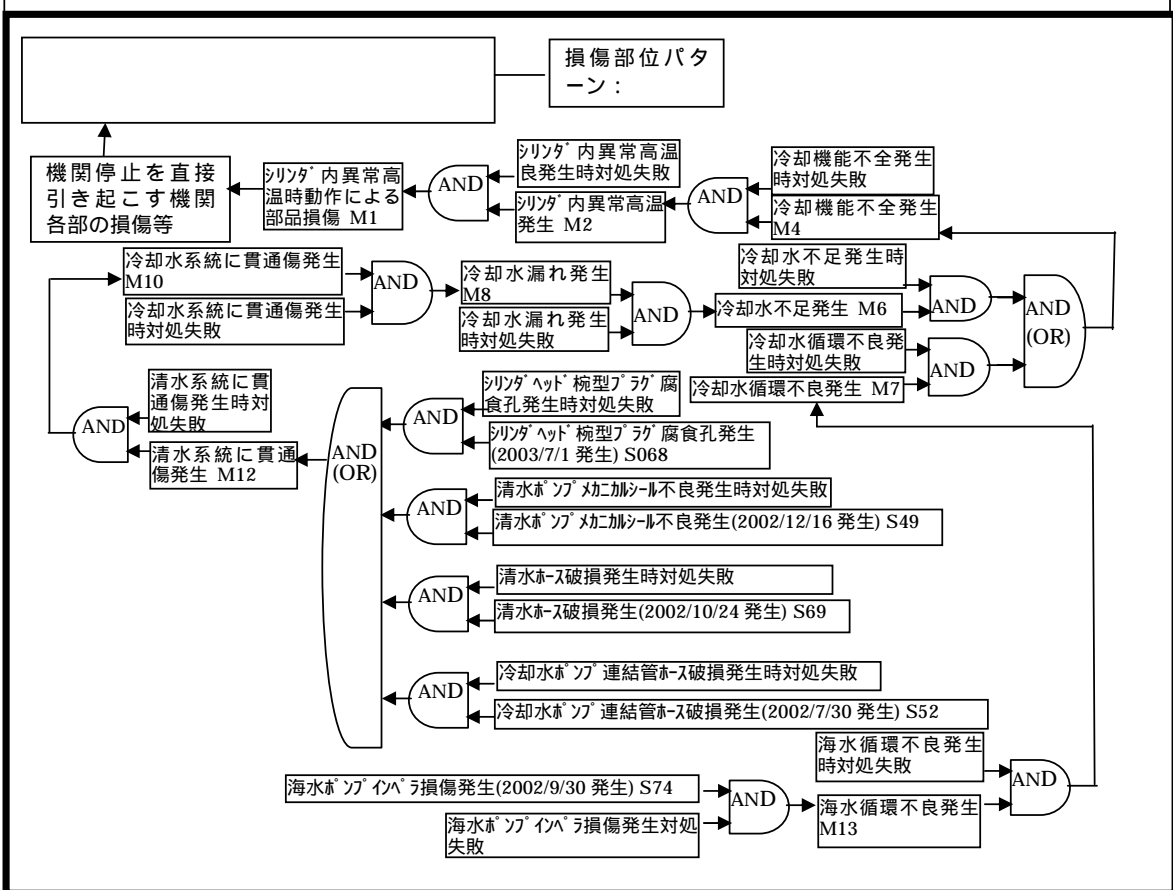 損傷部位パタ
ーン：
機関停止を直接
引き起こす機関
各部の損傷等
ｼﾘﾝﾀﾞ内異常高
温時動作による
部品損傷 M1
AND
ｼﾘﾝﾀﾞ内異常高温
良発生時対処失敗
ｼﾘﾝﾀﾞ内異常高温
発生 M2
AND
冷却機能不全発生
時対処失敗
冷却機能不全発生
M4
冷却水系統に貫通傷発生
M10
冷却水系統に貫通傷発生
時対処失敗
AND
冷却水漏れ発生
M8
冷却水漏れ発生
時対処失敗
AND
冷却水不足発生時
対処失敗
冷却水不足発生 M6
AND
冷却水循環不良発
生時対処失敗
冷却水循環不良発生 M7
AND
AND
(OR)
清水系統に貫
通傷発生時対
処失敗
清水系統に貫通
傷発生 M12
AND
AND
(OR)
AND
ｼﾘﾝﾀﾞﾍｯﾄﾞ椀型ﾌﾟﾗｸﾞ腐
食孔発生時対処失敗
ｼﾘﾝﾀﾞﾍｯﾄﾞ椀型ﾌﾟﾗｸﾞ腐食孔発生
(2003/7/1 発生) S068
AND
清水ﾎﾟﾝﾌﾟﾒｶﾆｶﾙｼｰﾙ不良発生時対処失敗
清水ﾎﾟﾝﾌﾟﾒｶﾆｶﾙｼｰﾙ不良発生(2002/12/16 発生) S49
AND
清水ﾎｰｽ破損発生時対処失敗
清水ﾎｰｽ破損発生(2002/10/24 発生) S69
AND
冷却水ﾎﾟﾝﾌﾟ連結管ﾎｰｽ破損発生時対処失敗
冷却水ﾎﾟﾝﾌﾟ連結管ﾎｰｽ破損発生(2002/7/30 発生) S52
海水ﾎﾟﾝﾌﾟｲﾝﾍﾟﾗ損傷発生(2002/9/30 発生) S74
海水ﾎﾟﾝﾌﾟｲﾝﾍﾟﾗ損傷発生対処
失敗
AND
海水循環不良発生
時対処失敗
海水循環不良発生
M13
AND